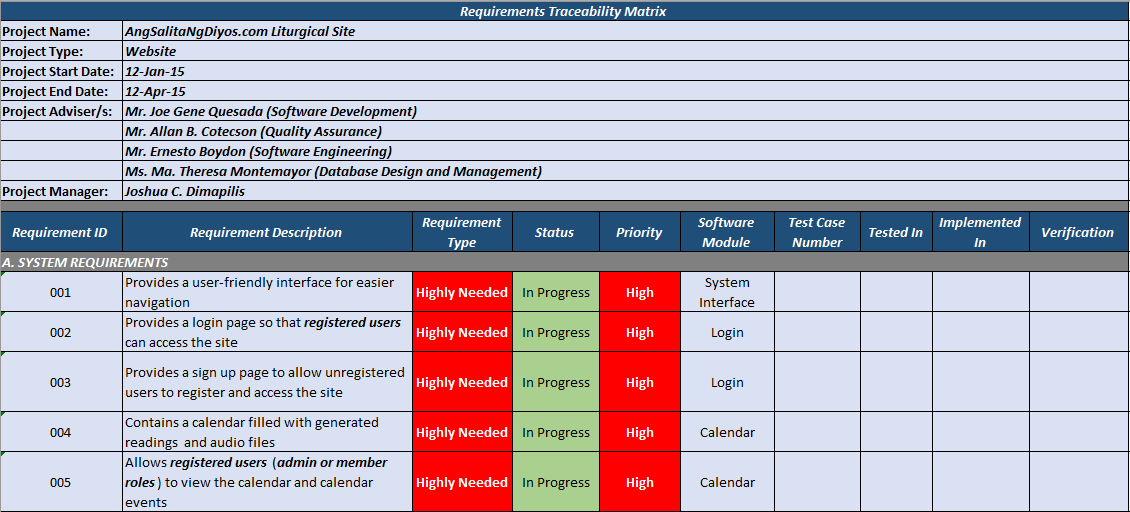 Requirements Traceability Matrix
Project Name: AngSalitaNgDiyos.com Liturgical Site
Project Type: Website
Project Start Date: 12-Jan-15
Project End Date: 12-Apr-15
Project Adviser/s: Mr. Joe Gene Quesada (Software Development)
Mr. Allan B. Cotecson (Quality Assurance)
Mr. Ernesto Boydon (Software Engineering)
Ms. Ma. Theresa Montemayor (Database Design and Management)
Project Manager: Joshua C. Dimapilis
Requirement ID
Requirement Description
Requirement
Type
Status
Priority
Software
Module
Test Case
Number
Tested In
Implemented
In
Verification
A. SYSTEM REQUIREMENTS
001
Provides a user-friendly interface for easier
navigation
Highly Needed
In Progress
High
System
Interface
002
Provides a login page so that registered users
can access the site
Highly Needed
In Progress
High
Login
003
Provides a sign up page to allow unregistered
users to register and access the site
Highly Needed
In Progress
High
Login
004
Contains a calendar filled with generated
readings and audio files
Highly Needed
In Progress
High
Calendar
005
Allows registered users (admin or member
roles) to view the calendar and calendar
events
Highly Needed
In Progress
High
Calendar